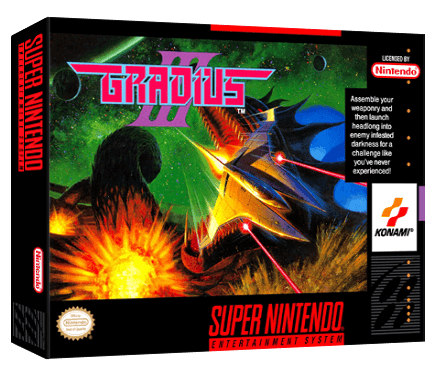 SUPER NINTENDO
Nintendo
GRADIUS
III
TM
LICENSED BY
Nintendo
Assemble your
weaponry and
then launch
headlong into
enemy infested
darkness for a
challenge like
you've never
experienced!
KONAMI
Nintendo
SUPER NINTENDO
ENTERTAINMENT SYSTEM